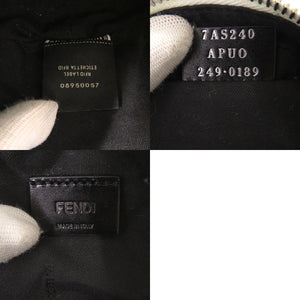 RFID LABEL
ETICHETTA RFID
08950057
7AS240
APUO
249-0189
FENDI
MADE IN ITALY